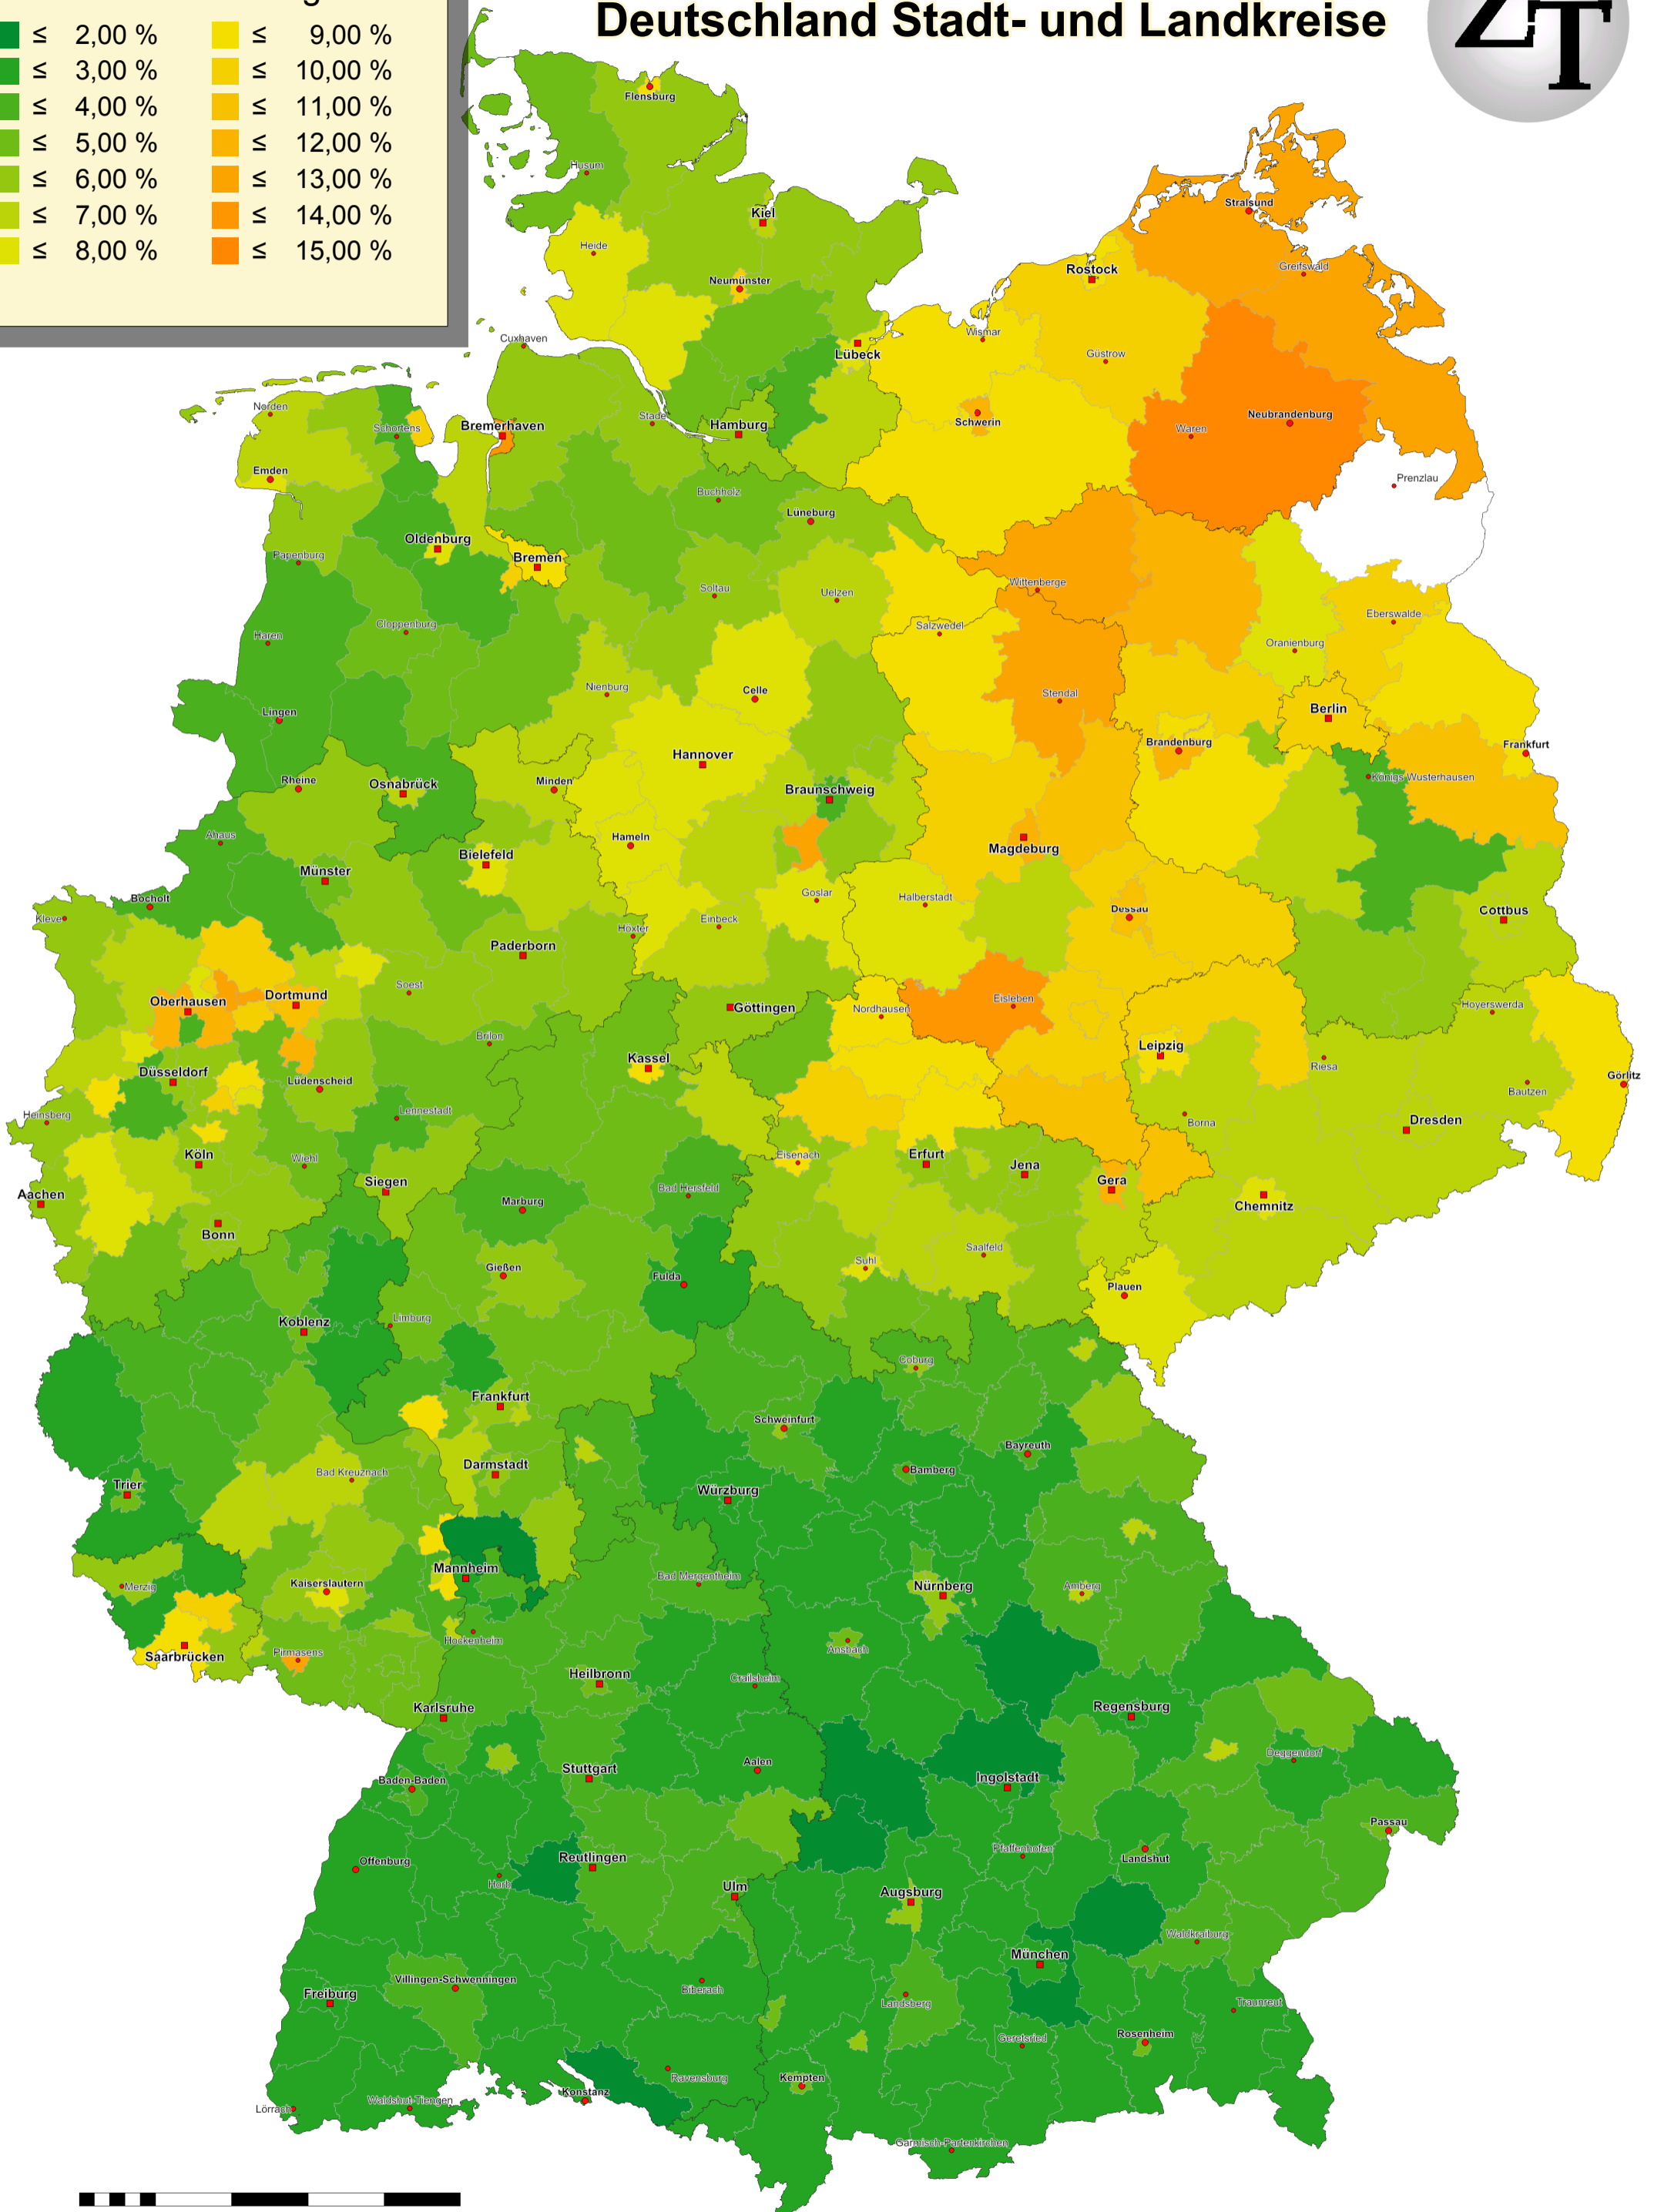 g
Deutschland Stadt- und Landkreise
ZT
≤ 2,00 % ≤ 9,00 %
≤ 3,00 % ≤ 10,00 %
≤ 4,00 % ≤ 11,00 %
≤ 5,00 % ≤ 12,00 %
≤ 6,00 % ≤ 13,00 %
≤ 7,00 % ≤ 14,00 %
≤ 8,00 % ≤ 15,00 %
Flensburg
Husum
Stralsund
Kiel
Heide
Greifswald
Rostock
Neumünster
Wismar
Cuxhaven
Lübeck
Güstrow
Norden
Schortens
Bremerhaven
Stade
Hamburg
Schwerin
Waren
Neubrandenburg
Emden
Prenzlau
Buchholz
Lüneburg
Oldenburg
Papenburg
Bremen
Soltau
Uelzen
Wittenberge
Eberswalde
Haren
Cloppenburg
Salzwedel
Oranienburg
Nienburg
Celle
Stendal
Lingen
Berlin
Hannover
Brandenburg
Frankfurt
Rheine
Osnabrück
Minden
Braunschweig
Königs Wusterhausen
Ahaus
Hameln
Magdeburg
Bielefeld
Münster
Bocholt
Goslar
Halberstadt
Kleve
Höxter
Einbeck
Dessau
Cottbus
Paderborn
Oberhausen
Dortmund
Soest
Göttingen
Nordhausen
Eisleben
Hoyerswerda
Brilon
Kassel
Leipzig
Riesa
Görlitz
Düsseldorf
Lüdenscheid
Bautzen
Heinsberg
Lennestadt
Borna
Dresden
Köln
Wiehl
Eisenach
Erfurt
Jena
Gera
Aachen
Siegen
Marburg
Bad Hersfeld
Chemnitz
Bonn
Gießen
Fulda
Suhl
Saalfeld
Plauen
Koblenz
Limburg
Coburg
Frankfurt
Schweinfurt
Bayreuth
Trier
Bad Kreuznach
Darmstadt
Bamberg
Würzburg
Merzig
Kaiserslautern
Mannheim
Bad Mergentheim
Nürnberg
Amberg
Saarbrücken
Pirmasens
Hockenheim
Ansbach
Heilbronn
Crailsheim
Karlsruhe
Regensburg
Baden-Baden
Stuttgart
Aalen
Ingolstadt
Deggendorf
Passau
Offenburg
Horb
Reutlingen
Pfaffenhofen
Landshut
Ulm
Augsburg
Waldkraiburg
Villingen-Schwenningen
Biberach
München
Freiburg
Landsberg
Traunreut
Geretsried
Rosenheim
Ravensburg
Kempten
Lörrach
Waldshut-Tiengen
Konstanz
Garmisch-Partenkirchen